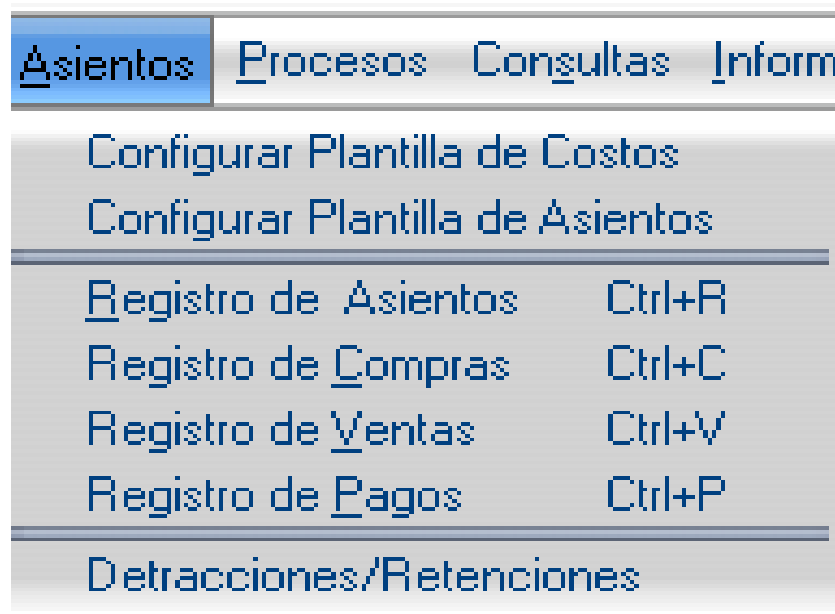 Asientos Procesos Consultas Inform
Configurar Plantilla de Costos
Configurar Plantilla de Asientos
Registro de Asientos Ctrl+R
Registro de Compras Ctrl+C
Registro de Ventas Ctrl+V
Registro de Pagos Ctrl+P
Detracciones/Retenciones